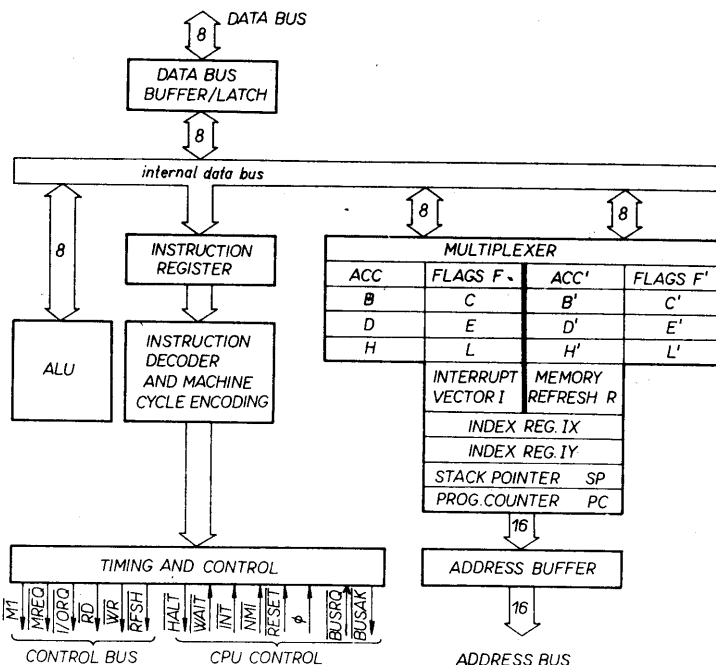 DATA BUS
8
DATA BUS
BUFFER/LATCH
8
internal data bus
8
8
8
INSTRUCTION
REGISTER
MULTIPLEXER
ACC FLAGS F ACC' FLAGS F'
B C B' C'
D E D' E'
H L H' L'
ALU
INSTRUCTION
DECODER
AND MACHINE
CYCLE ENCODING
INTERRUPT
VECTOR I
MEMORY
REFRESH R
INDEX REG. IX
INDEX REG. IY
STACK POINTER SP
PROG. COUNTER PC
16
TIMING AND CONTROL
ADDRESS BUFFER
M1 MREQ I/ORQ RD WR RFSH HALT WAIT INT NMI RESET ϕ BUSRQ BUSAK
16
CONTROL BUS
CPU CONTROL
ADDRESS BUS